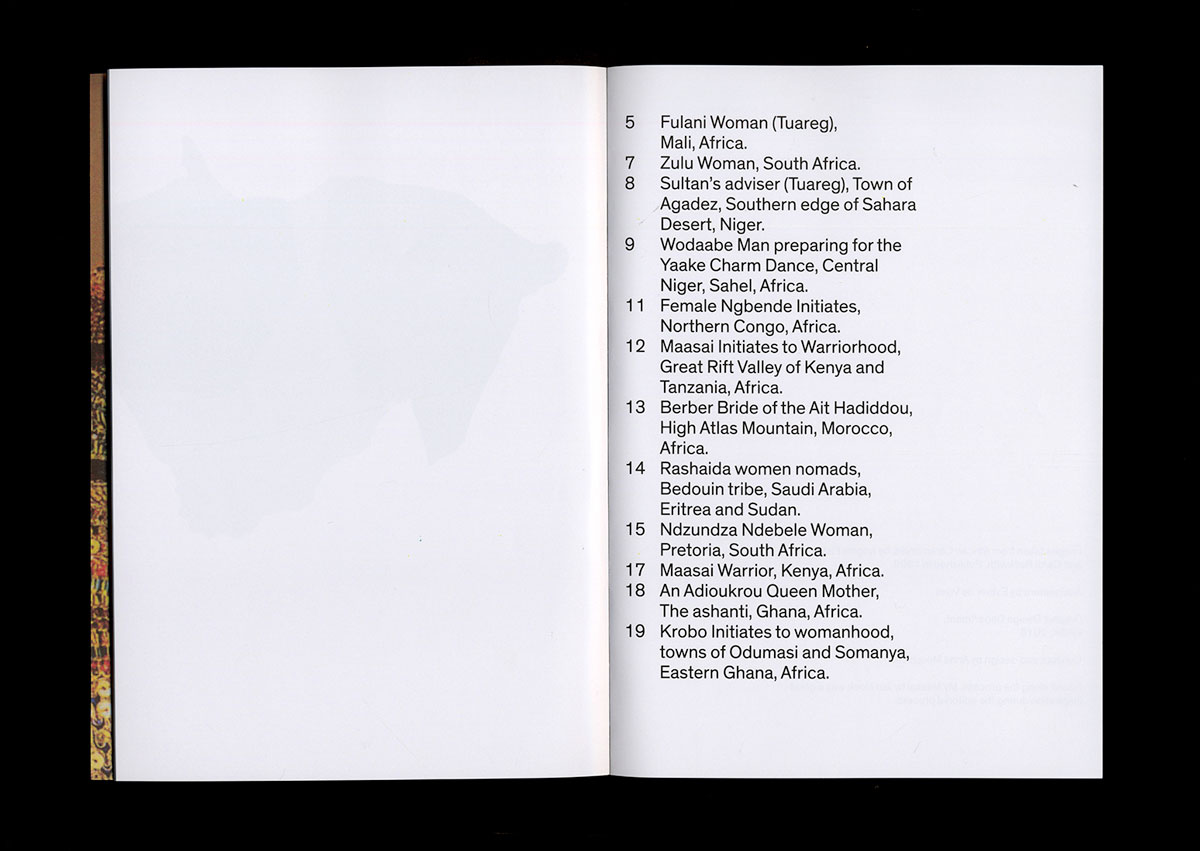 5 Fulani Woman (Tuareg),
Mali, Africa.
7 Zulu Woman, South Africa.
8 Sultan’s adviser (Tuareg), Town of
Agadez, Southern edge of Sahara
Desert, Niger.
9 Wodaabe Man preparing for the
Yaake Charm Dance, Central
Niger, Sahel, Africa.
11 Female Ngbende Initiates,
Northern Congo, Africa.
12 Maasai Initiates to Warriorhood,
Great Rift Valley of Kenya and
Tanzania, Africa.
13 Berber Bride of the Ait Hadiddou,
High Atlas Mountain, Morocco,
Africa.
14 Rashaida women nomads,
Bedouin tribe, Saudi Arabia,
Eritrea and Sudan.
15 Ndzundza Ndebele Woman,
Pretoria, South Africa.
17 Maasai Warrior, Kenya, Africa.
18 An Adioukrou Queen Mother,
The ashanti, Ghana, Africa.
19 Krobo Initiates to womanhood,
towns of Odumasi and Somanya,
Eastern Ghana, Africa.